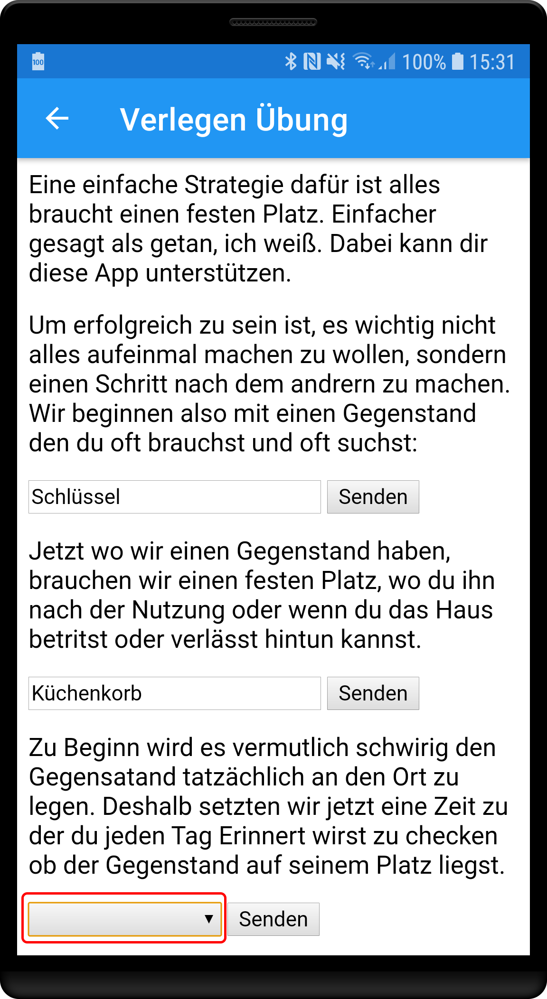 100
100% 15:31
Verlegen Übung
Eine einfache Strategie dafür ist alles
braucht einen festen Platz. Einfacher
gesagt als getan, ich weiß. Dabei kann dir
diese App unterstützen.
Um erfolgreich zu sein ist, es wichtig nicht
alles aufeinmal machen zu wollen, sondern
einen Schritt nach dem andrern zu machen.
Wir beginnen also mit einen Gegenstand
den du oft brauchst und oft suchst:
Schlüssel Senden
Jetzt wo wir einen Gegenstand haben,
brauchen wir einen festen Platz, wo du ihn
nach der Nutzung oder wenn du das Haus
betritst oder verlässt hintun kannst.
Küchenkorb Senden
Zu Beginn wird es vermutlich schwirig den
Gegensatand tatzächlich an den Ort zu
legen. Deshalb setzten wir jetzt eine Zeit zu
der du jeden Tag Erinnert wirst zu checken
ob der Gegenstand auf seinem Platz liegst.
Senden